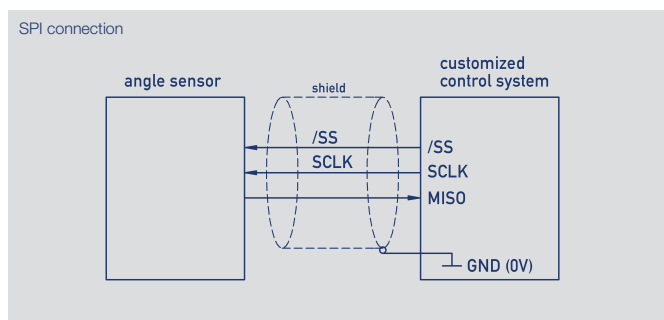 SPI connection
angle sensor
shield
customized
control system
/SS
/SS
SCLK
SCLK
MISO
GND (0V)